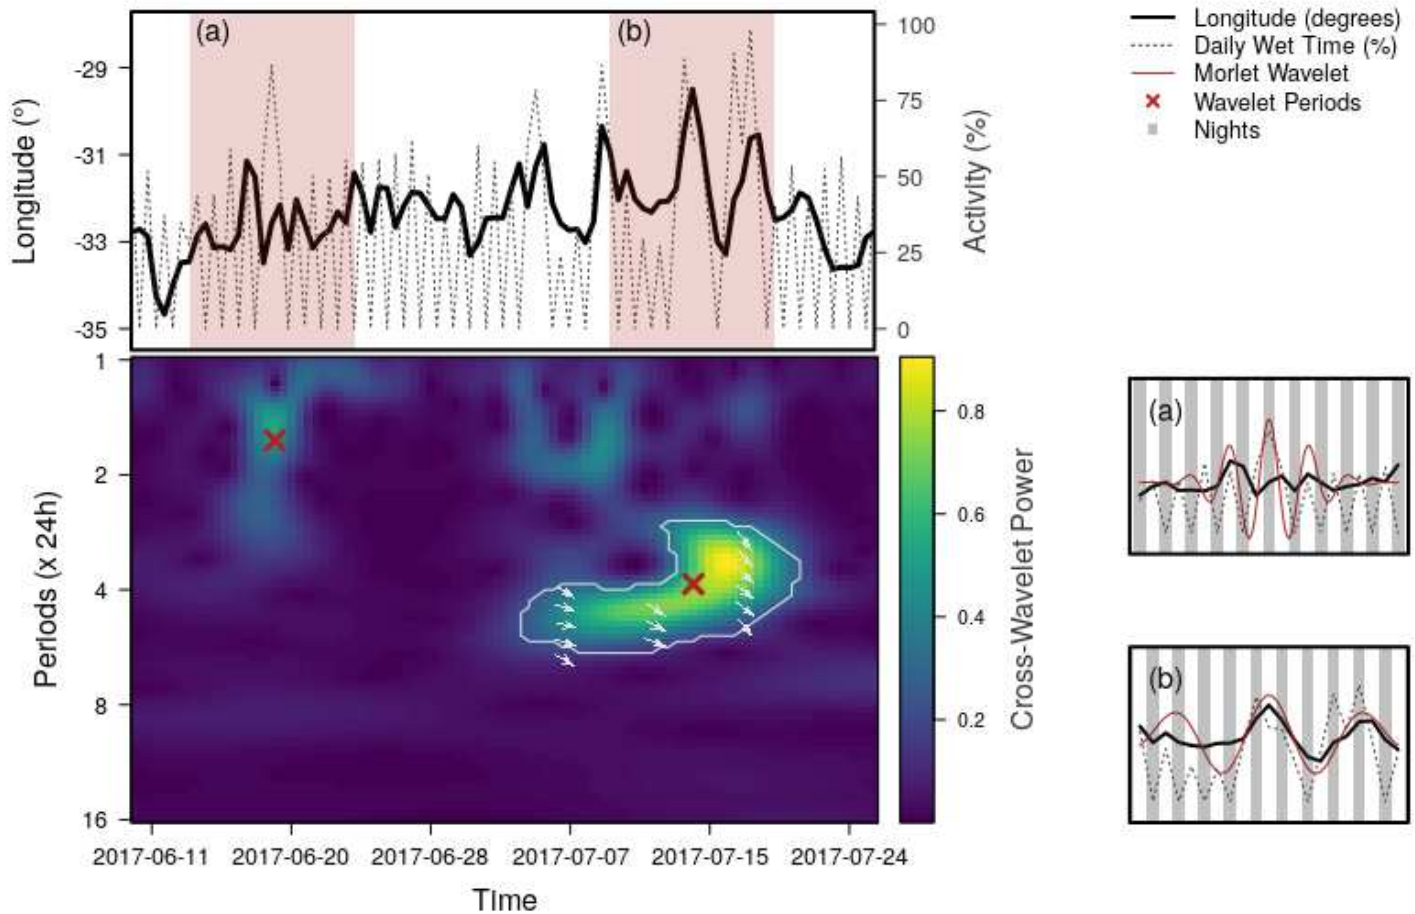 (a)
(b)
-29
-31
-33
-35
Longitude (°)
100
75
50
25
0
Activity (%)
Longitude (degrees)
Daily Wet Time (%)
Morlet Wavelet
Wavelet Periods
Nights
1
2
4
8
16
Periods (x 24h)
0.8
0.6
0.4
0.2
Cross-Wavelet Power
2017-06-11 2017-06-20 2017-06-28 2017-07-07 2017-07-15 2017-07-24
Time
(a)
(b)